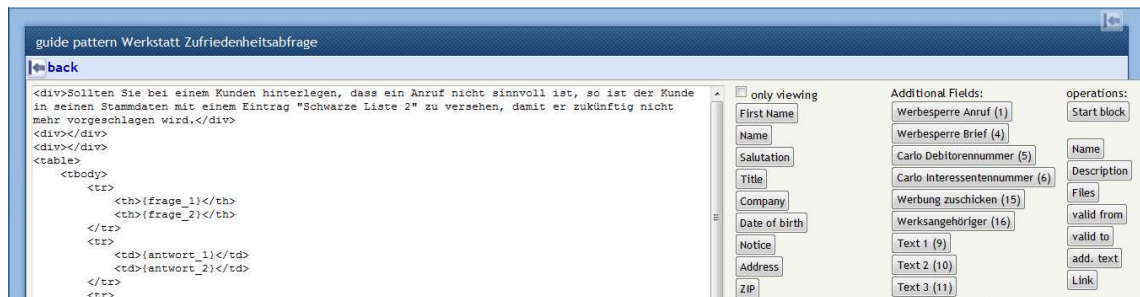 guide pattern Werkstatt Zufriedenheitsabfrage
back
<div>Sollten Sie bei einem Kunden hinterlegen, dass ein Anruf nicht sinnvoll ist, so ist der Kunde
in seinen Stammdaten mit einem Eintrag "Schwarze Liste 2" zu versehen, damit er zukünftig nicht
mehr vorgeschlagen wird.</div>
<div></div>
<div></div>
<table>
<tbody>
<tr>
<th>{frage_1}</th>
<th>{frage_2}</th>
</tr>
<tr>
<td>{antwort_1}</td>
<td>{antwort_2}</td>
</tr>
<tr>
only viewing
First Name
Name
Salutation
Title
Company
Date of birth
Notice
Address
ZIP
Additional Fields:
Werbesperre Anruf (1)
Werbesperre Brief (4)
Carlo Debitorennummer (5)
Carlo Interessentennummer (6)
Werbung zuschicken (15)
Werksangehöriger (16)
Text 1 (9)
Text 2 (10)
Text 3 (11)
operations:
Start block
Name
Description
Files
valid from
valid to
add. text
Link